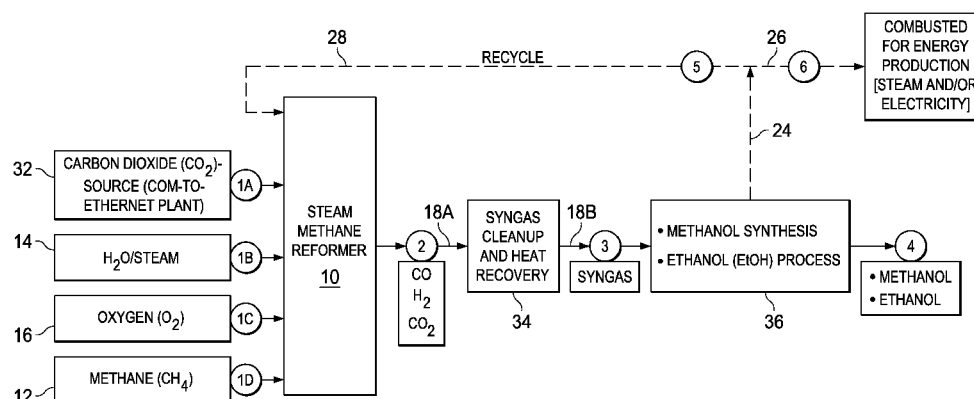 28
RECYCLE
5
26
6
COMBUSTED
FOR ENERGY
PRODUCTION
[STEAM AND/OR
ELECTRICITY]
24
32
CARBON DIOXIDE (CO2)-
SOURCE (COM-TO-
ETHERNET PLANT)
1A
14
H2O/STEAM
1B
16
OXYGEN (O2)
1C
12
METHANE (CH4)
1D
STEAM
METHANE
REFORMER
10
2
CO
H2
CO2
18A
SYNGAS
CLEANUP
AND HEAT
RECOVERY
34
18B
3
SYNGAS
• METHANOL SYNTHESIS
• ETHANOL (EtOH) PROCESS
36
4
• METHANOL
• ETHANOL